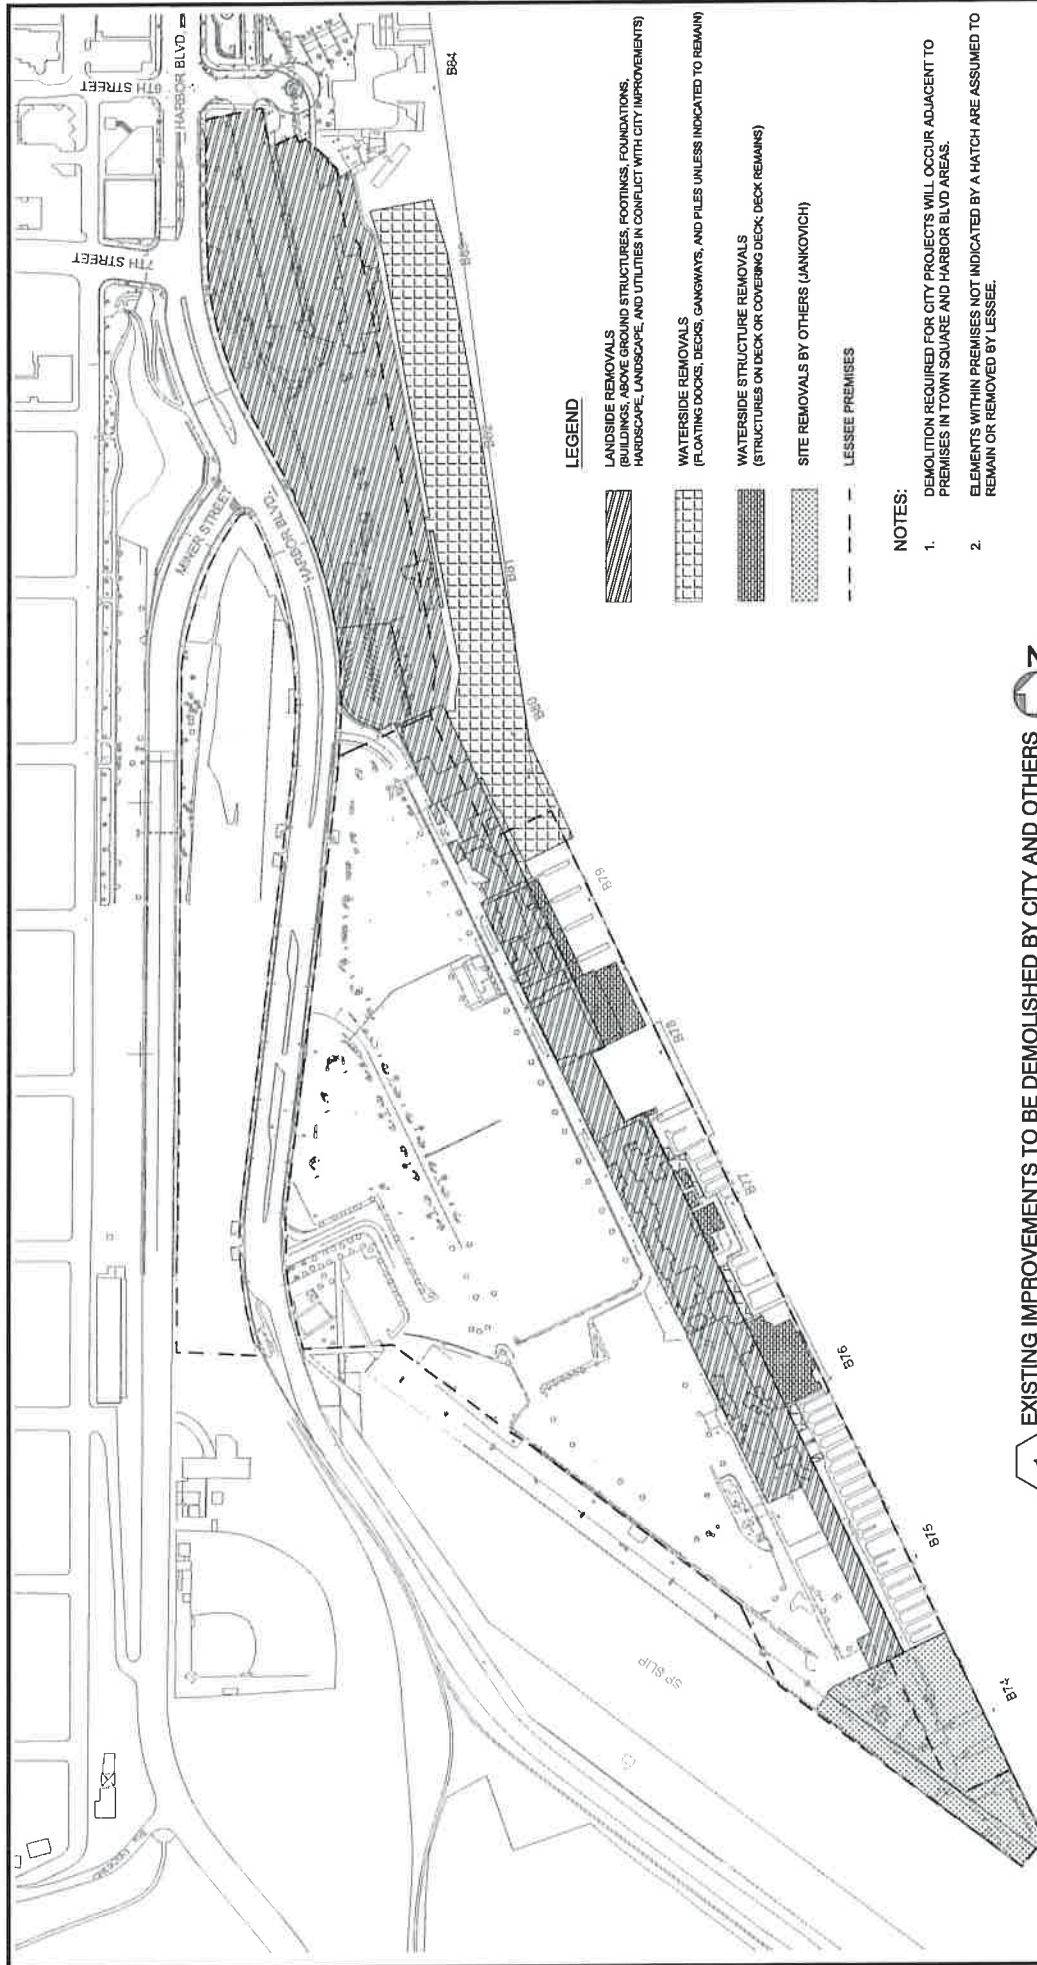 6TH STREET
HARBOR BLVD.
7TH STREET
MINER STREET
HARBOR BLVD.
B84
B82
B81
B80
B79
B78
B77
B76
B75
B74
SP SLIP
LEGEND
LANDSIDE REMOVALS
(BUILDINGS, ABOVE GROUND STRUCTURES, FOOTINGS, FOUNDATIONS,
HARDSCAPE, LANDSCAPE, AND UTILITIES IN CONFLICT WITH CITY IMPROVEMENTS)
WATERSIDE REMOVALS
(FLOATING DOCKS, DECKS, GANGWAYS, AND PILES UNLESS INDICATED TO REMAIN)
WATERSIDE STRUCTURE REMOVALS
(STRUCTURES ON DECK OR COVERING DECK; DECK REMAINS)
SITE REMOVALS BY OTHERS (JANKOVICH)
LESSEE PREMISES
NOTES:
1. DEMOLITION REQUIRED FOR CITY PROJECTS WILL OCCUR ADJACENT TO
PREMISES IN TOWN SQUARE AND HARBOR BLVD AREAS.
2. ELEMENTS WITHIN PREMISES NOT INDICATED BY A HATCH ARE ASSUMED TO
REMAIN OR REMOVED BY LESSEE.
EXISTING IMPROVEMENTS TO BE DEMOLISHED BY CITY AND OTHERS